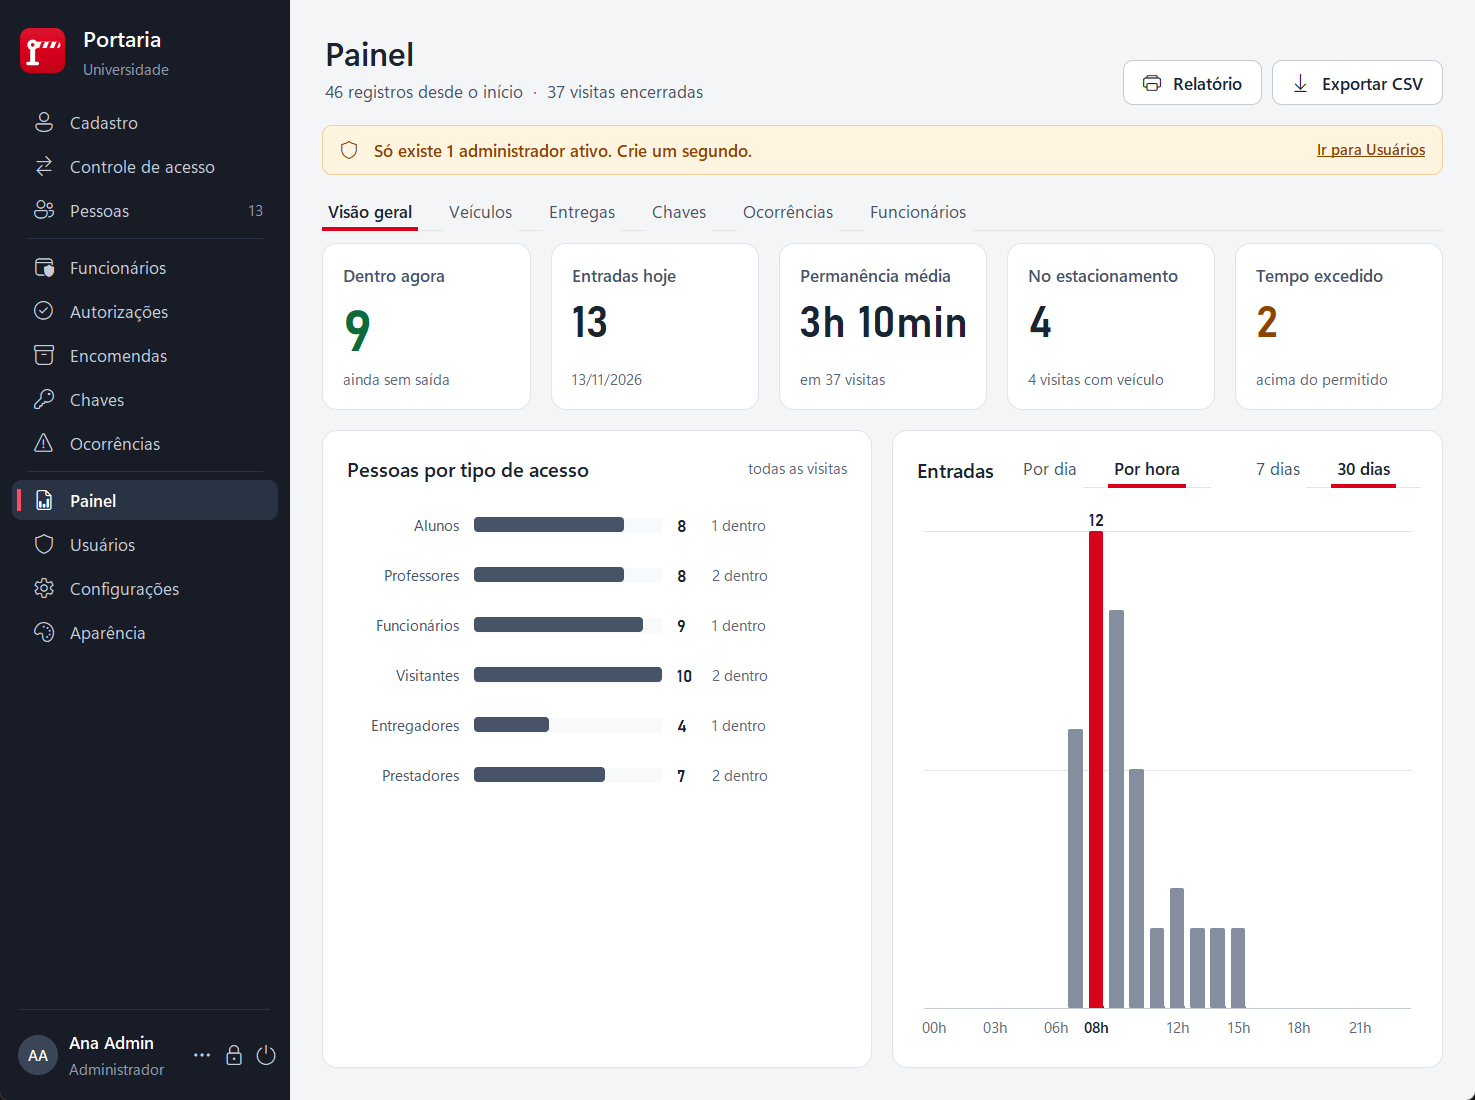 Portaria
Universidade
Cadastro
Controle de acesso
Pessoas 13
Funcionários
Autorizações
Encomendas
Chaves
Ocorrências
Painel
Usuários
Configurações
Aparência
AA
Ana Admin
Administrador
Painel
46 registros desde o início · 37 visitas encerradas
Relatório
Exportar CSV
Só existe 1 administrador ativo. Crie um segundo.
Ir para Usuários
Visão geral Veículos Entregas Chaves Ocorrências Funcionários
Dentro agora
9
ainda sem saída
Entradas hoje
13
13/11/2026
Permanência média
3h 10min
em 37 visitas
No estacionamento
4
4 visitas com veículo
Tempo excedido
2
acima do permitido
Pessoas por tipo de acesso
todas as visitas
Alunos 8 1 dentro
Professores 8 2 dentro
Funcionários 9 1 dentro
Visitantes 10 2 dentro
Entregadores 4 1 dentro
Prestadores 7 2 dentro
Entradas
Por dia Por hora 7 dias 30 dias
12
00h 03h 06h 08h 12h 15h 18h 21h